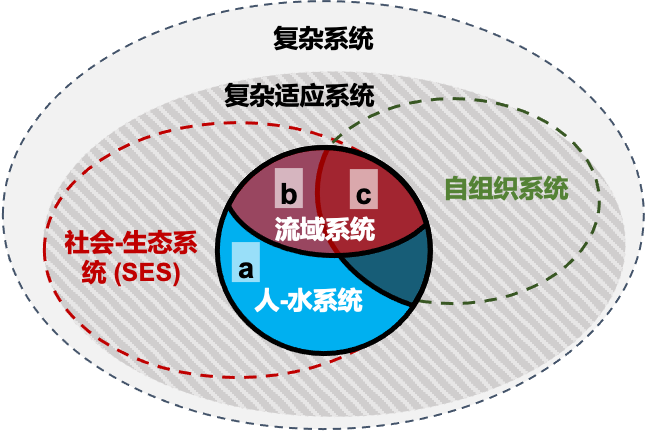 复杂系统
复杂适应系统
自组织系统
b
c
流域系统
社会-生态系
统 (SES)
a
人-水系统